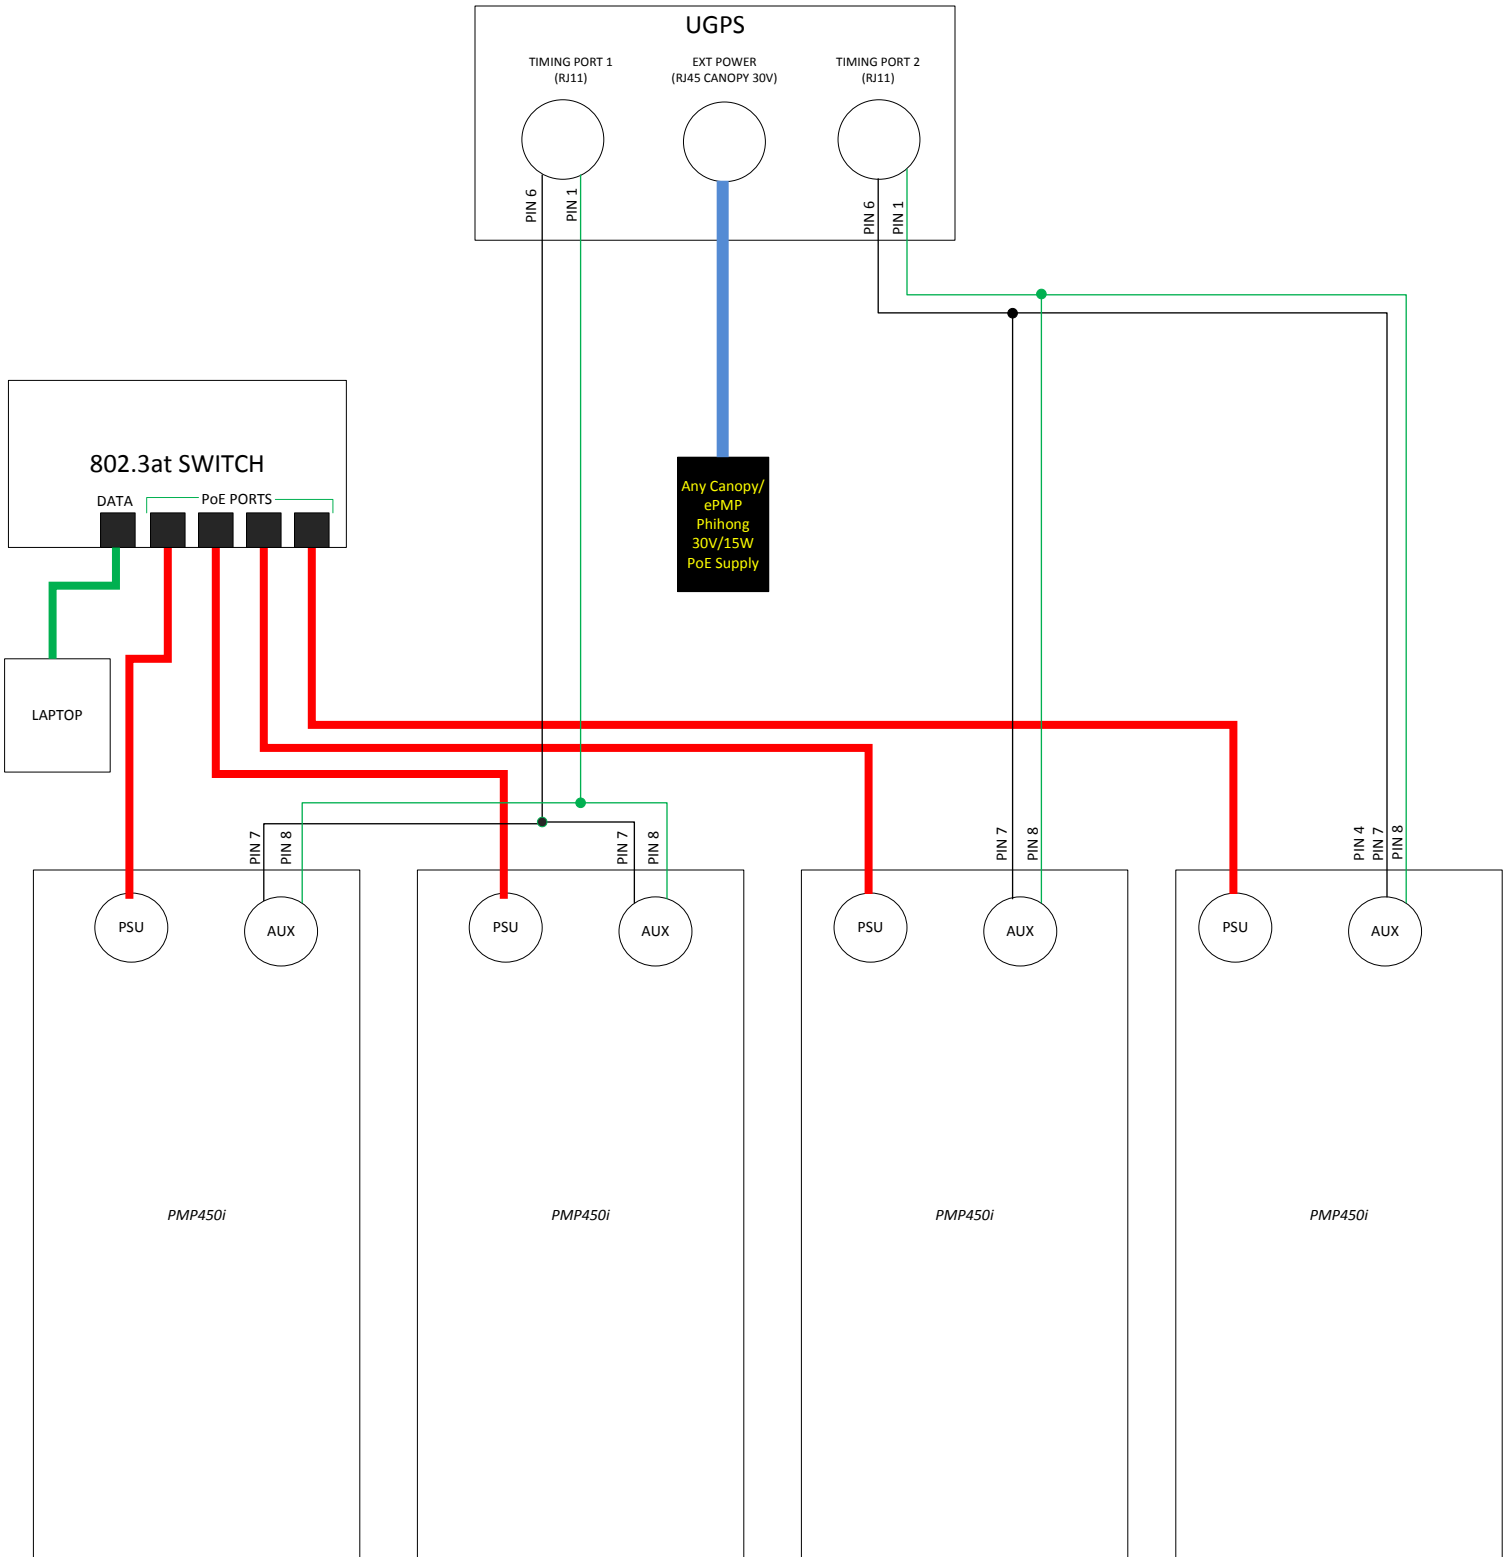 UGPS
TIMING PORT 1
(RJ11)
EXT POWER
(RJ45 CANOPY 30V)
TIMING PORT 2
(RJ11)
PIN 6
PIN 1
PIN 6
PIN 1
802.3at SWITCH
DATA
PoE PORTS
Any Canopy/
ePMP
Phihong
30V/15W
PoE Supply
LAPTOP
PIN 7
PIN 8
PIN 7
PIN 8
PIN 7
PIN 8
PIN 4
PIN 7
PIN 8
PSU
AUX
PSU
AUX
PSU
AUX
PSU
AUX
PMP450i
PMP450i
PMP450i
PMP450i